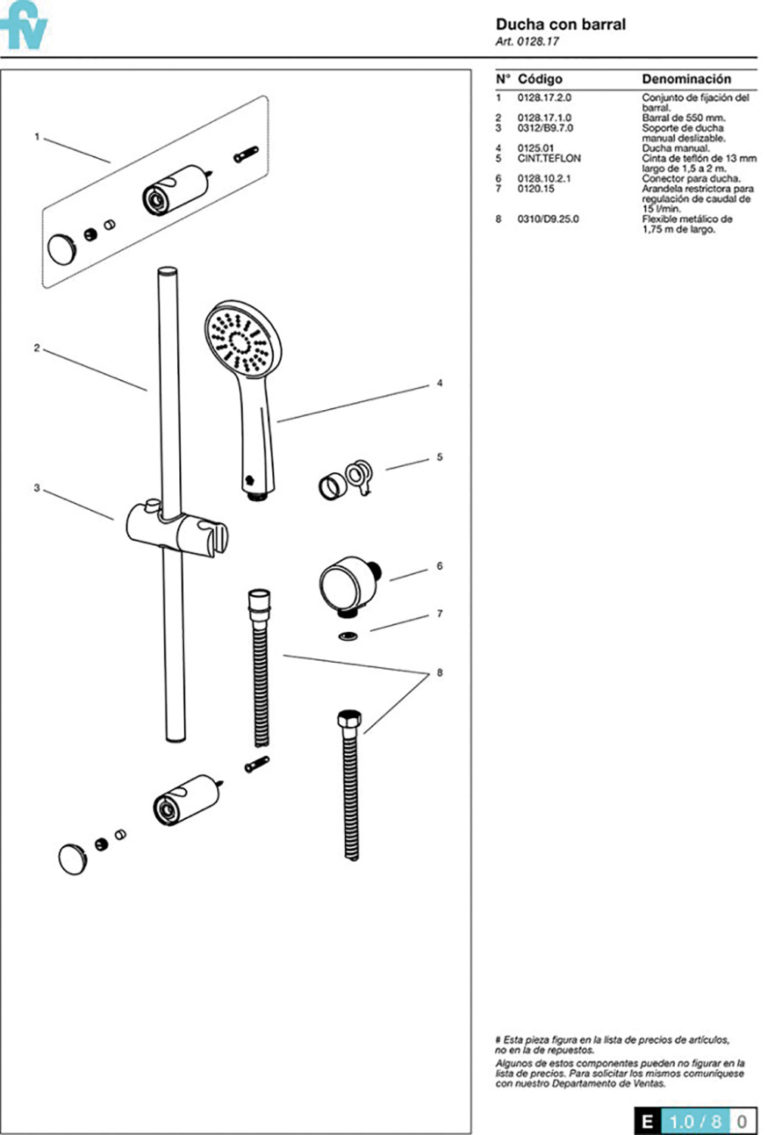 fv
Ducha con barral
Art. 0128.17
N° Código Denominación
1 0128.17.2.0 Conjunto de fijación del
barral.
2 0128.17.1.0 Barral de 550 mm.
3 0312/B9.7.0 Soporte de ducha
manual deslizable.
4 0125.01 Ducha manual.
5 CINT.TEFLON Cinta de teflón de 13 mm
largo de 1,5 a 2 m.
6 0128.10.2.1 Conector para ducha.
7 0120.15 Arandela restrictora para
regulación de caudal de
15 l/min.
8 0310/D9.25.0 Flexible metálico de
1,75 m de largo.
1
2
3
4
5
6
7
8
# Esta pieza figura en la lista de precios de artículos,
no en la de repuestos.
Algunos de estos componentes pueden no figurar en la
lista de precios. Para solicitar los mismos comuníquese
con nuestro Departamento de Ventas.
E 1.0 / 8 0